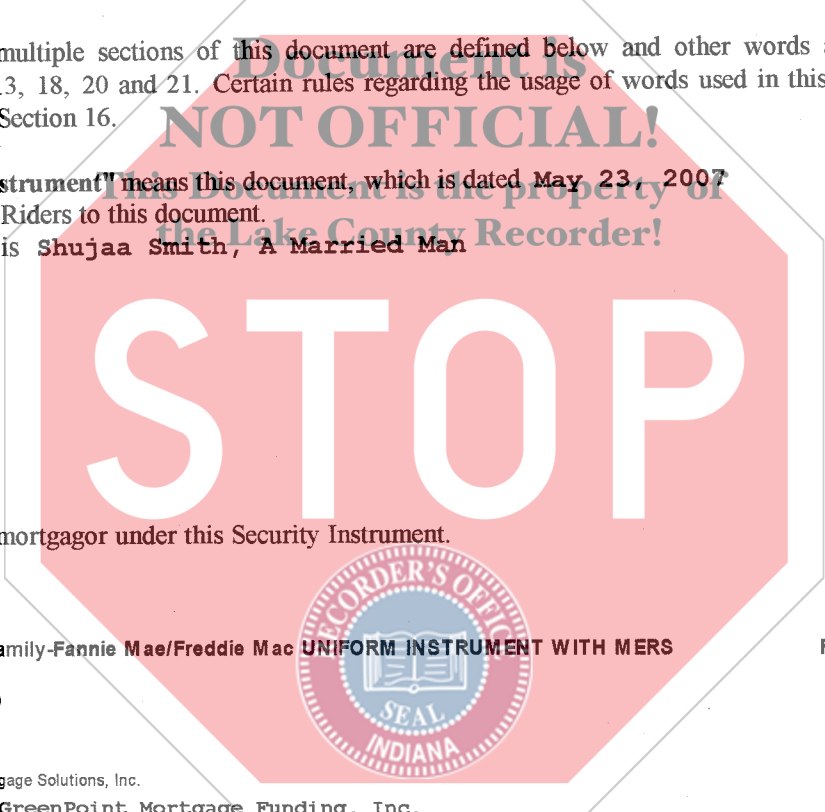 multiple sections of this document are defined below and other words
Document is
3, 18, 20 and 21. Certain rules regarding the usage of words used in this
Section 16.
NOT OFFICIAL!
strument" means this document, which is dated May 23, 2007
This Document is the property of
Riders to this document.
the Lake County Recorder!
is Shujaa Smith, A Married Man
STOP
mortgagor under this Security Instrument.
RECORDER'S OFFIC
amily-Fannie Mae/Freddie Mac UNIFORM INSTRUMENT WITH MERS
SEAL
INDIANA
gage Solutions, Inc.
GreenPoint Mortgage Funding, Inc.